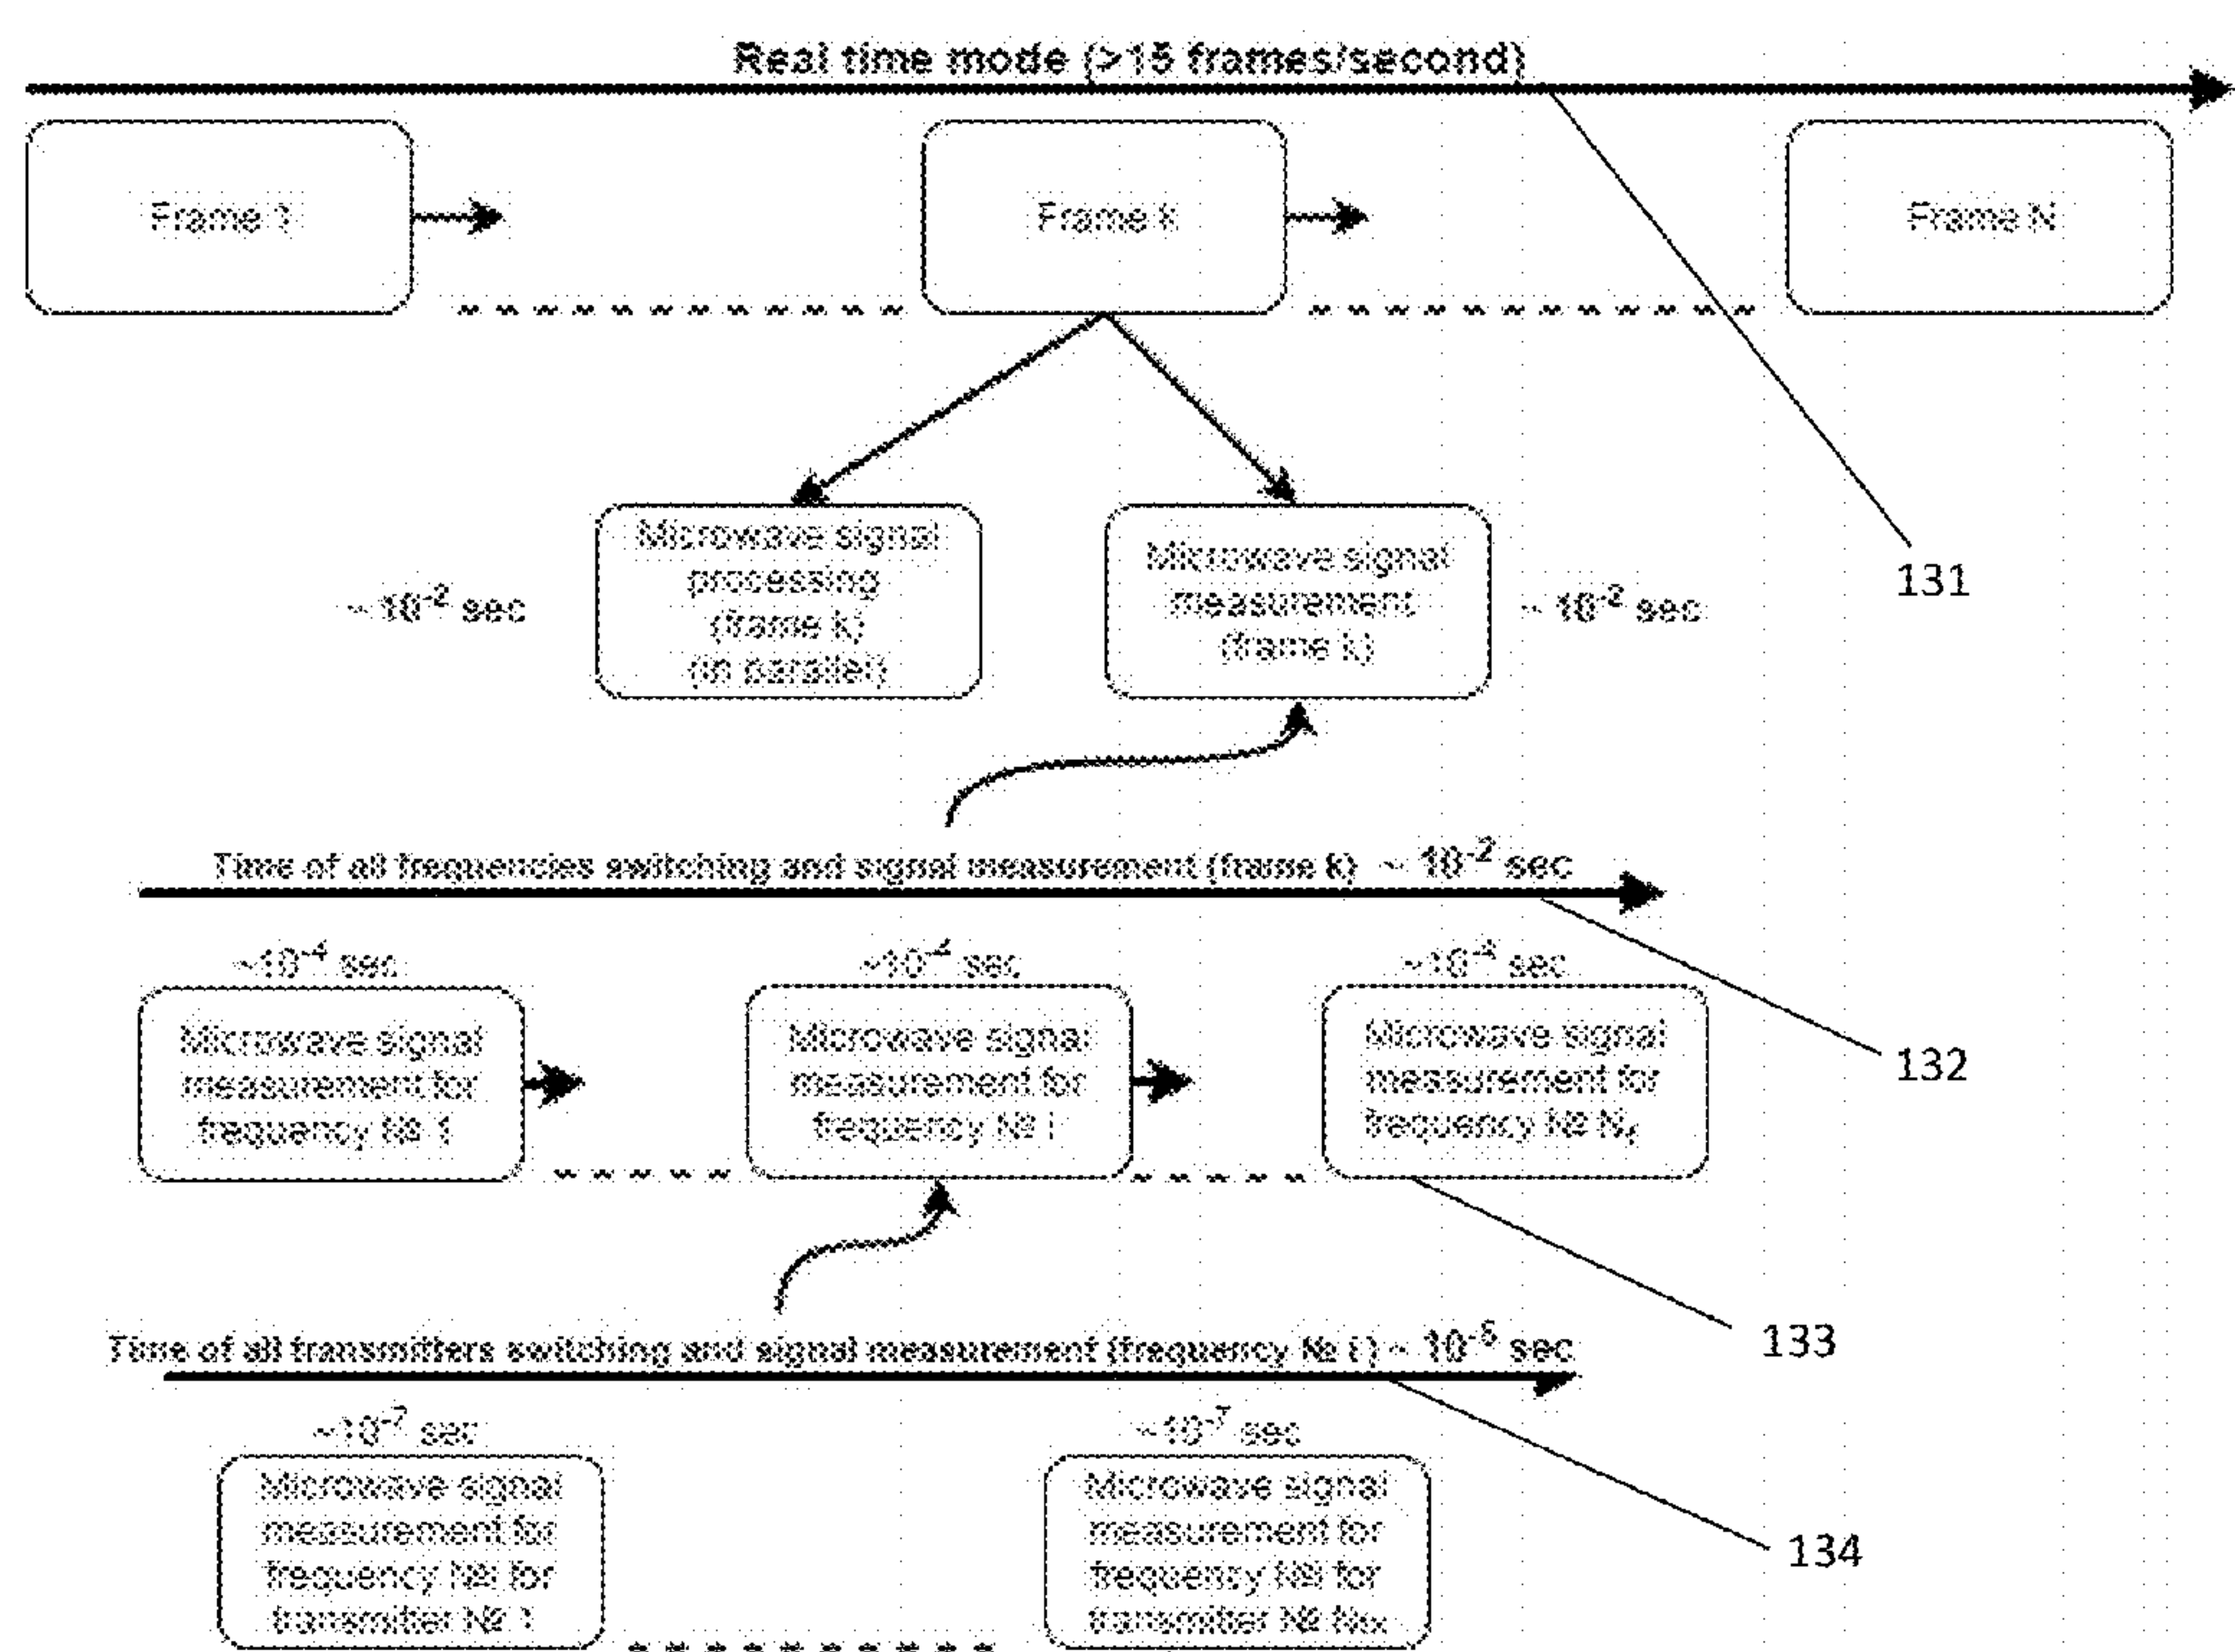 Real time mode (>15 frames/second)
Frame 1
Frame k
Frame N
Microwave signal
processing
(frame k)
(in parallel)
~ 10⁻² sec
Microwave signal
measurement
(frame k)
~ 10⁻² sec
131
Time of all frequencies switching and signal measurement (frame k) ~ 10⁻² sec
~10⁻⁴ sec
~10⁻⁴ sec
~10⁻⁴ sec
Microwave signal
measurement for
frequency № 1
Microwave signal
measurement for
frequency № i
Microwave signal
measurement for
frequency № Nf
132
133
Time of all transmitters switching and signal measurement (frequency № i) ~ 10⁻⁵ sec
~10⁻⁷ sec
~10⁻⁷ sec
Microwave signal
measurement for
frequency №i for
transmitter № 1
Microwave signal
measurement for
frequency №i for
transmitter №
134